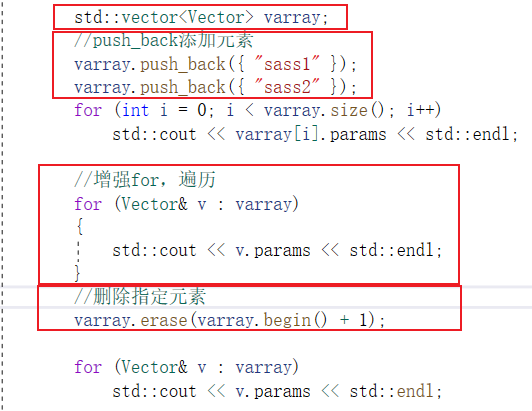 std::vector<Vector> varray;
//push_back添加元素
varray.push_back({ "sass1" });
varray.push_back({ "sass2" });
for (int i = 0; i < varray.size(); i++)
std::cout << varray[i].params << std::endl;
//增强for，遍历
for (Vector& v : varray)
{
std::cout << v.params << std::endl;
}
//删除指定元素
varray.erase(varray.begin() + 1);
for (Vector& v : varray)
std::cout << v.params << std::endl;